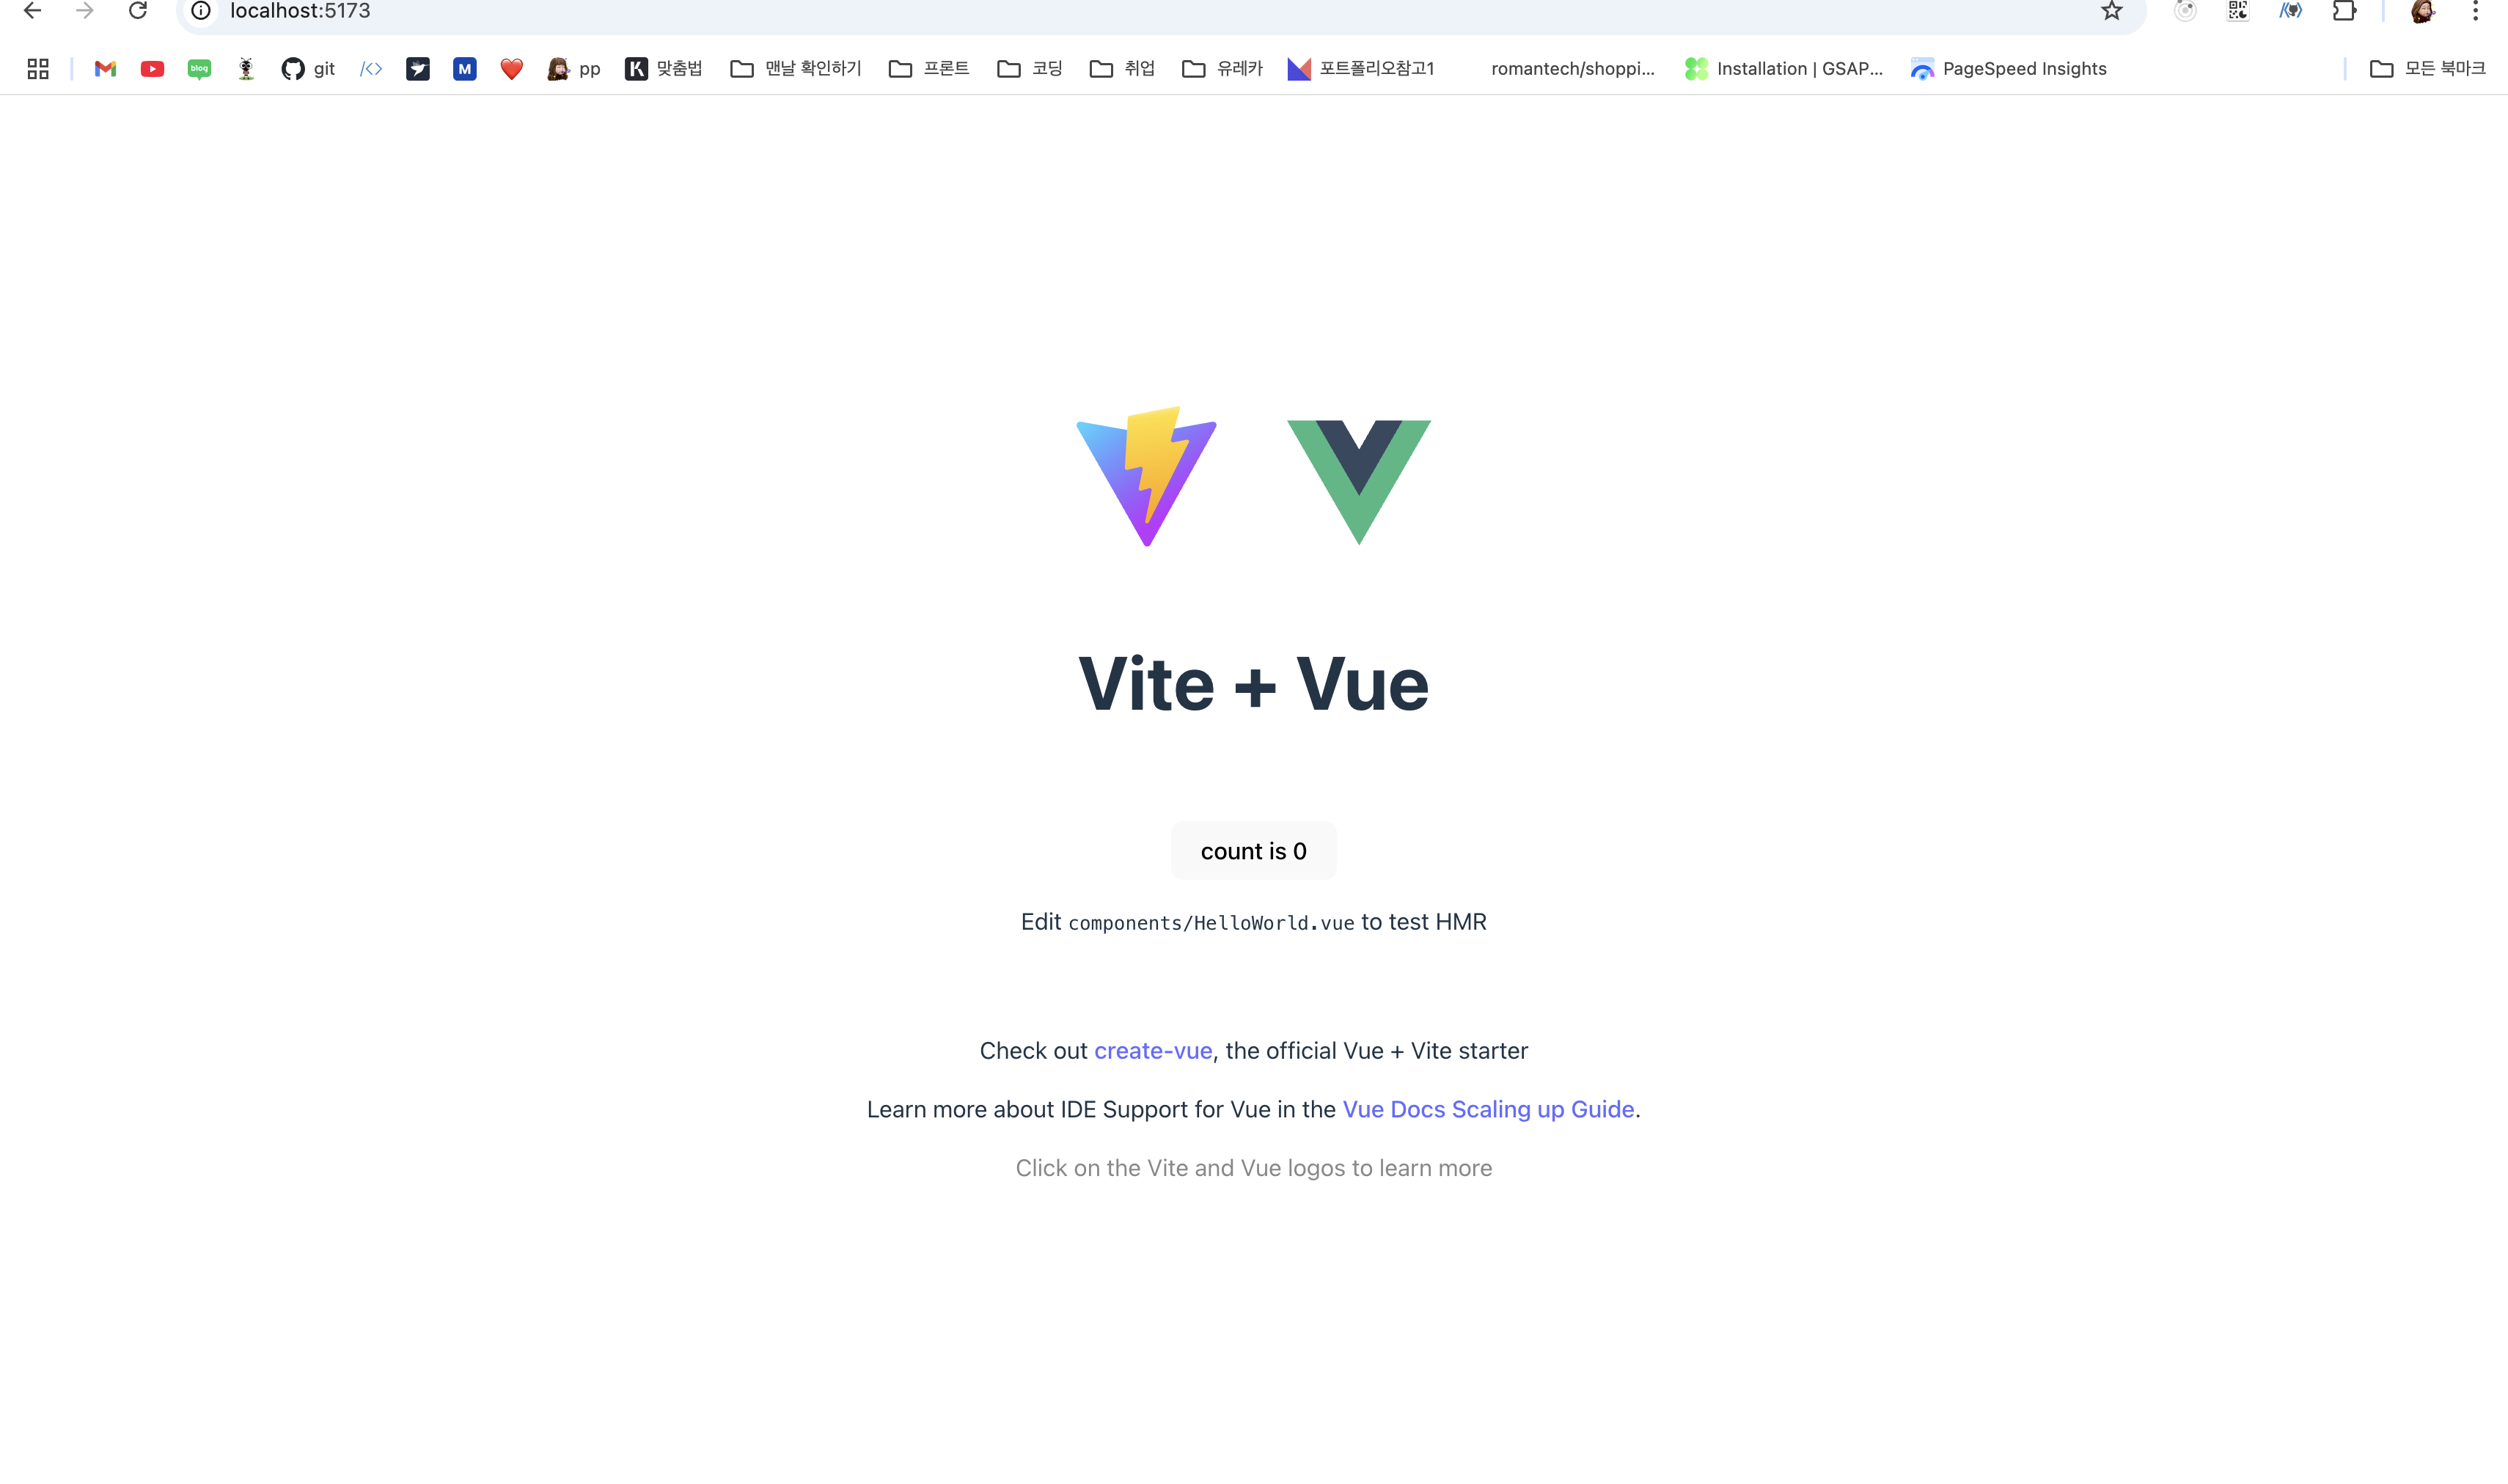 localhost:5173
blog
git
M
pp
K 맞춤법
맨날 확인하기
프론트
코딩
취업
유레카
포트폴리오참고1
romantech/shoppi...
Installation | GSAP...
PageSpeed Insights
모든 북마크
Vite + Vue
count is 0
Edit components/HelloWorld.vue to test HMR
Check out create-vue, the official Vue + Vite starter
Learn more about IDE Support for Vue in the Vue Docs Scaling up Guide.
Click on the Vite and Vue logos to learn more